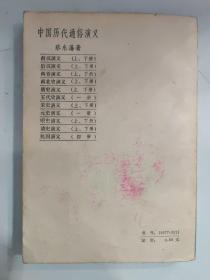 中国历代通俗演义
蔡东藩著
前汉演义 (上、下册)
后汉演义 (上、下册)
两晋演义 (上、下册)
南北史演义 (上、下册)
唐史演义 (上、下册)
五代史演义 (一册)
宋史演义 (上、下册)
元史演义 (一册)
明史演义 (上、下册)
清史演义 (上、下册)
民国演义 (四册)
书号:
定价: